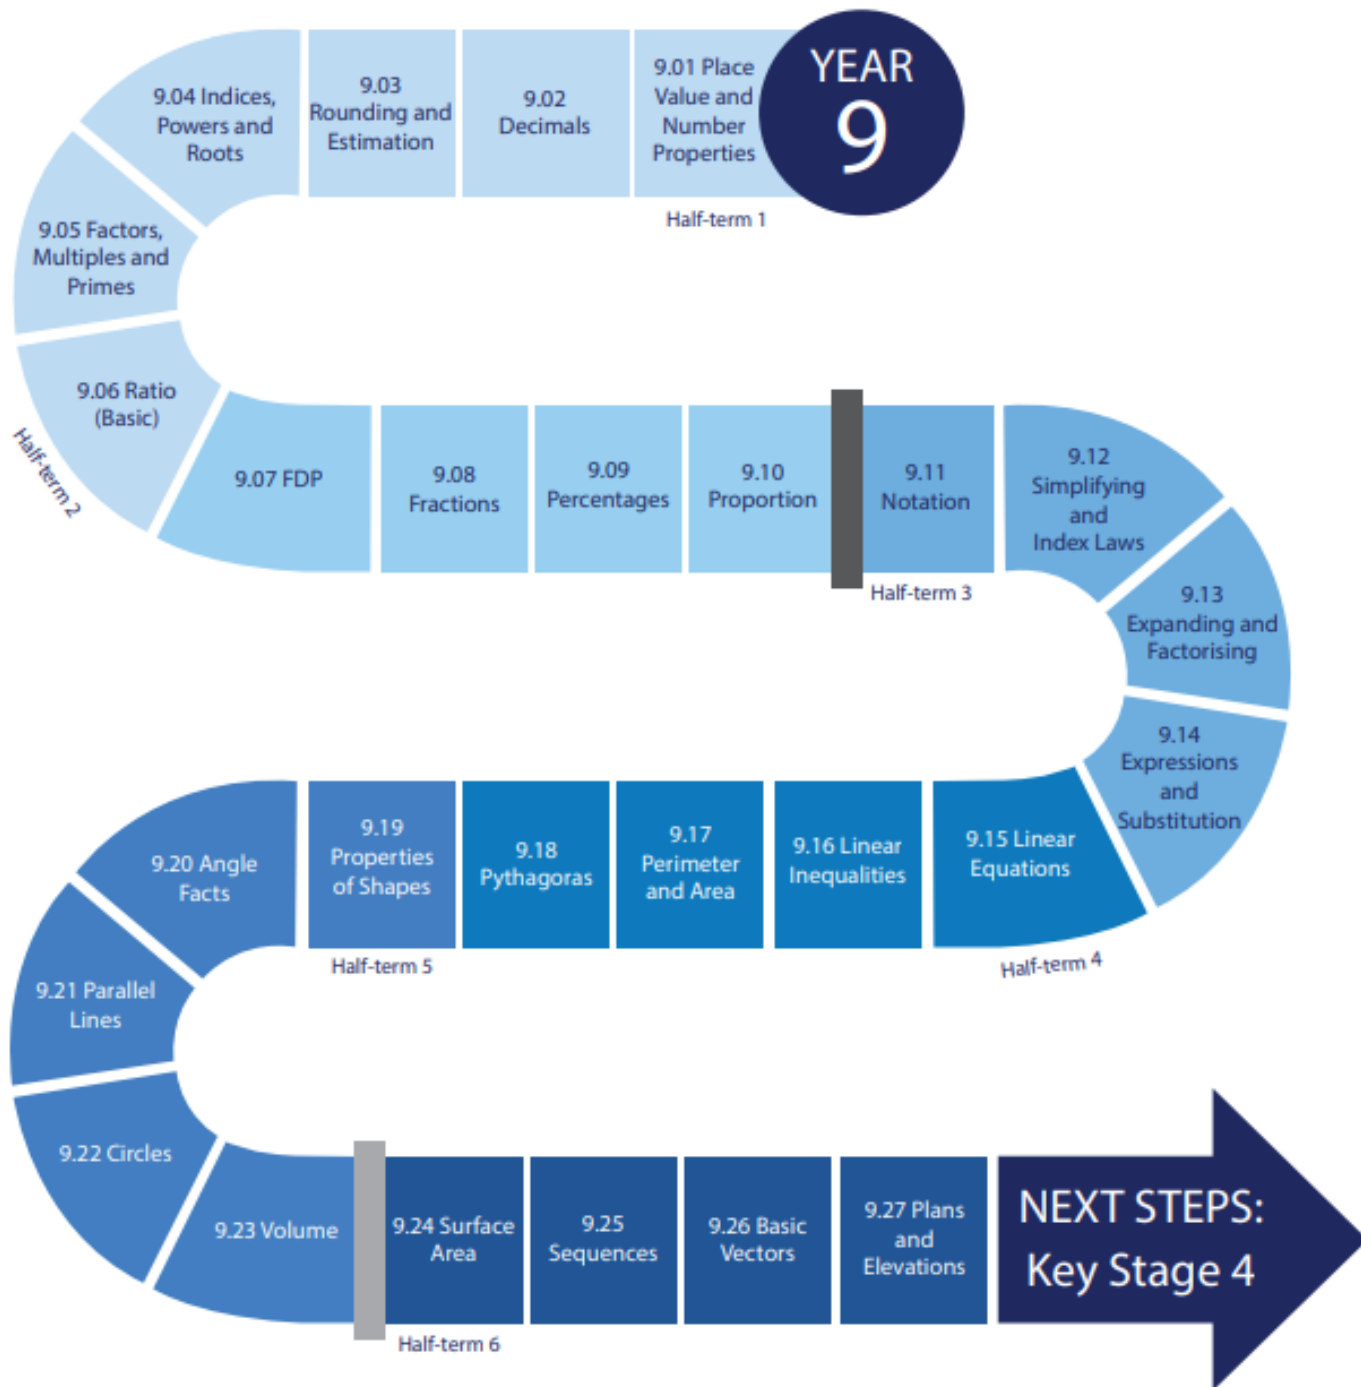 YEAR
9
9.01 Place
Value and
Number
Properties
Half-term 1
9.02
Decimals
9.03
Rounding and
Estimation
9.04 Indices,
Powers and
Roots
9.05 Factors,
Multiples and
Primes
9.06 Ratio
(Basic)
Half-term 2
9.07 FDP
9.08
Fractions
9.09
Percentages
9.10
Proportion
9.11
Notation
Half-term 3
9.12
Simplifying
and
Index Laws
9.13
Expanding and
Factorising
9.14
Expressions
and
Substitution
9.15 Linear
Equations
Half-term 4
9.16 Linear
Inequalities
9.17
Perimeter
and Area
9.18
Pythagoras
9.19
Properties
of Shapes
Half-term 5
9.20 Angle
Facts
9.21 Parallel
Lines
9.22 Circles
9.23 Volume
9.24 Surface
Area
Half-term 6
9.25
Sequences
9.26 Basic
Vectors
9.27 Plans
and
Elevations
NEXT STEPS:
Key Stage 4